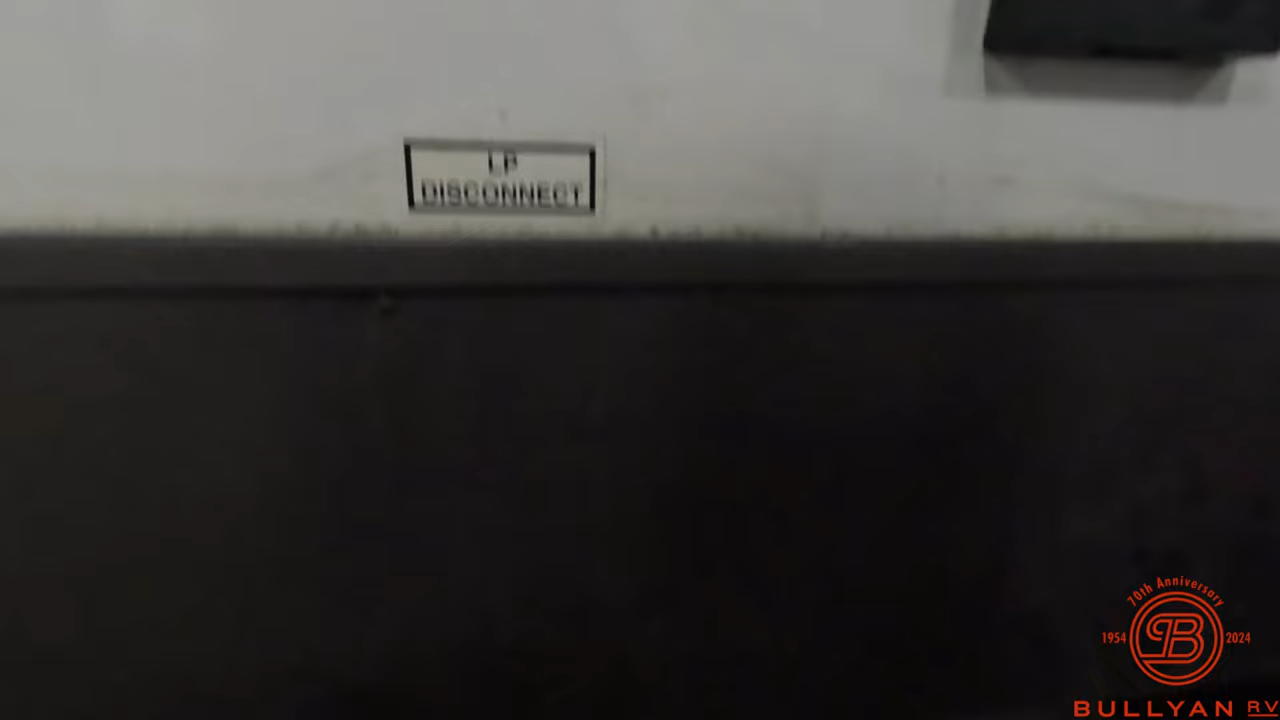 LP
DISCONNECT
70th Anniversary
1954 B 2024
BULLYAN RV